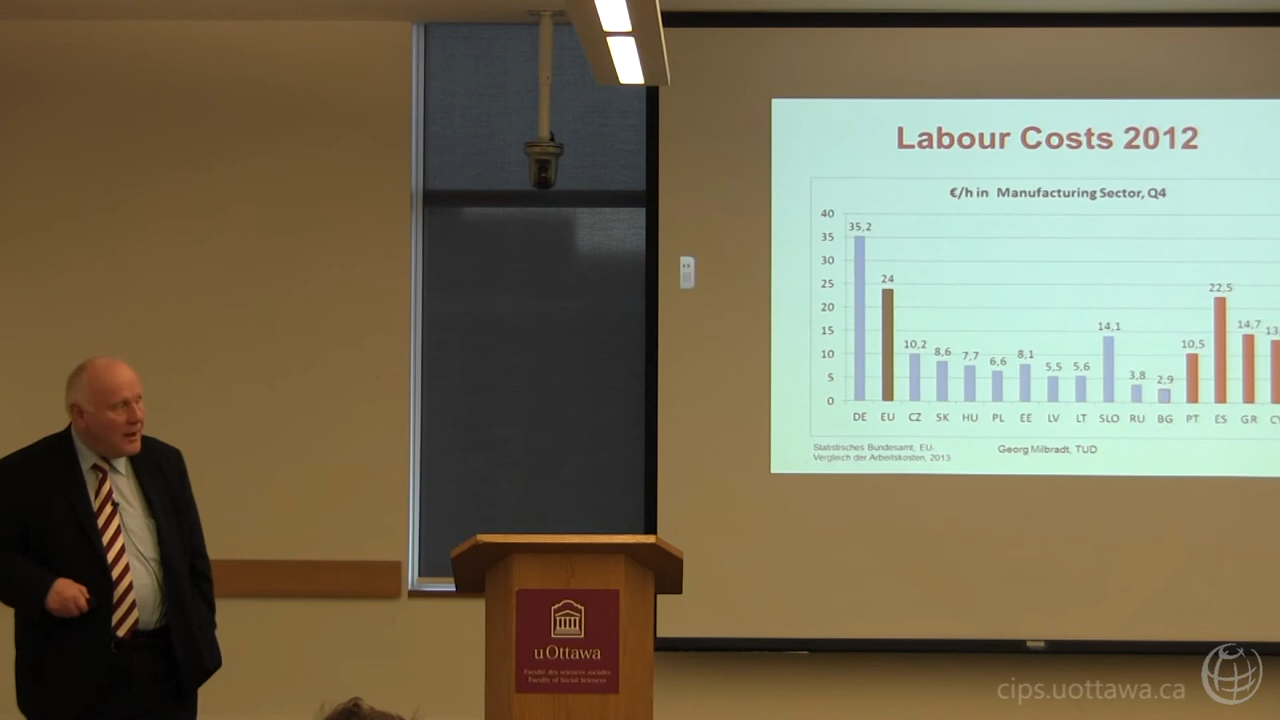 Labour Costs 2012
€/h in Manufacturing Sector, Q4
40
35
30
25
20
15
10
5
0
35,2
24
10,2
8,6
7,7
6,6
8,1
5,5
5,6
14,1
3,8
2,9
10,5
22,5
14,7
13
DE EU CZ SK HU PL EE LV LT SLO RU BG PT ES GR
Statistisches Bundesamt, EU-
Vergleich der Arbeitskosten, 2013
Georg Milbradt, TUD
uOttawa
Faculté des sciences sociales
Faculty of Social Sciences
cips.uottawa.ca